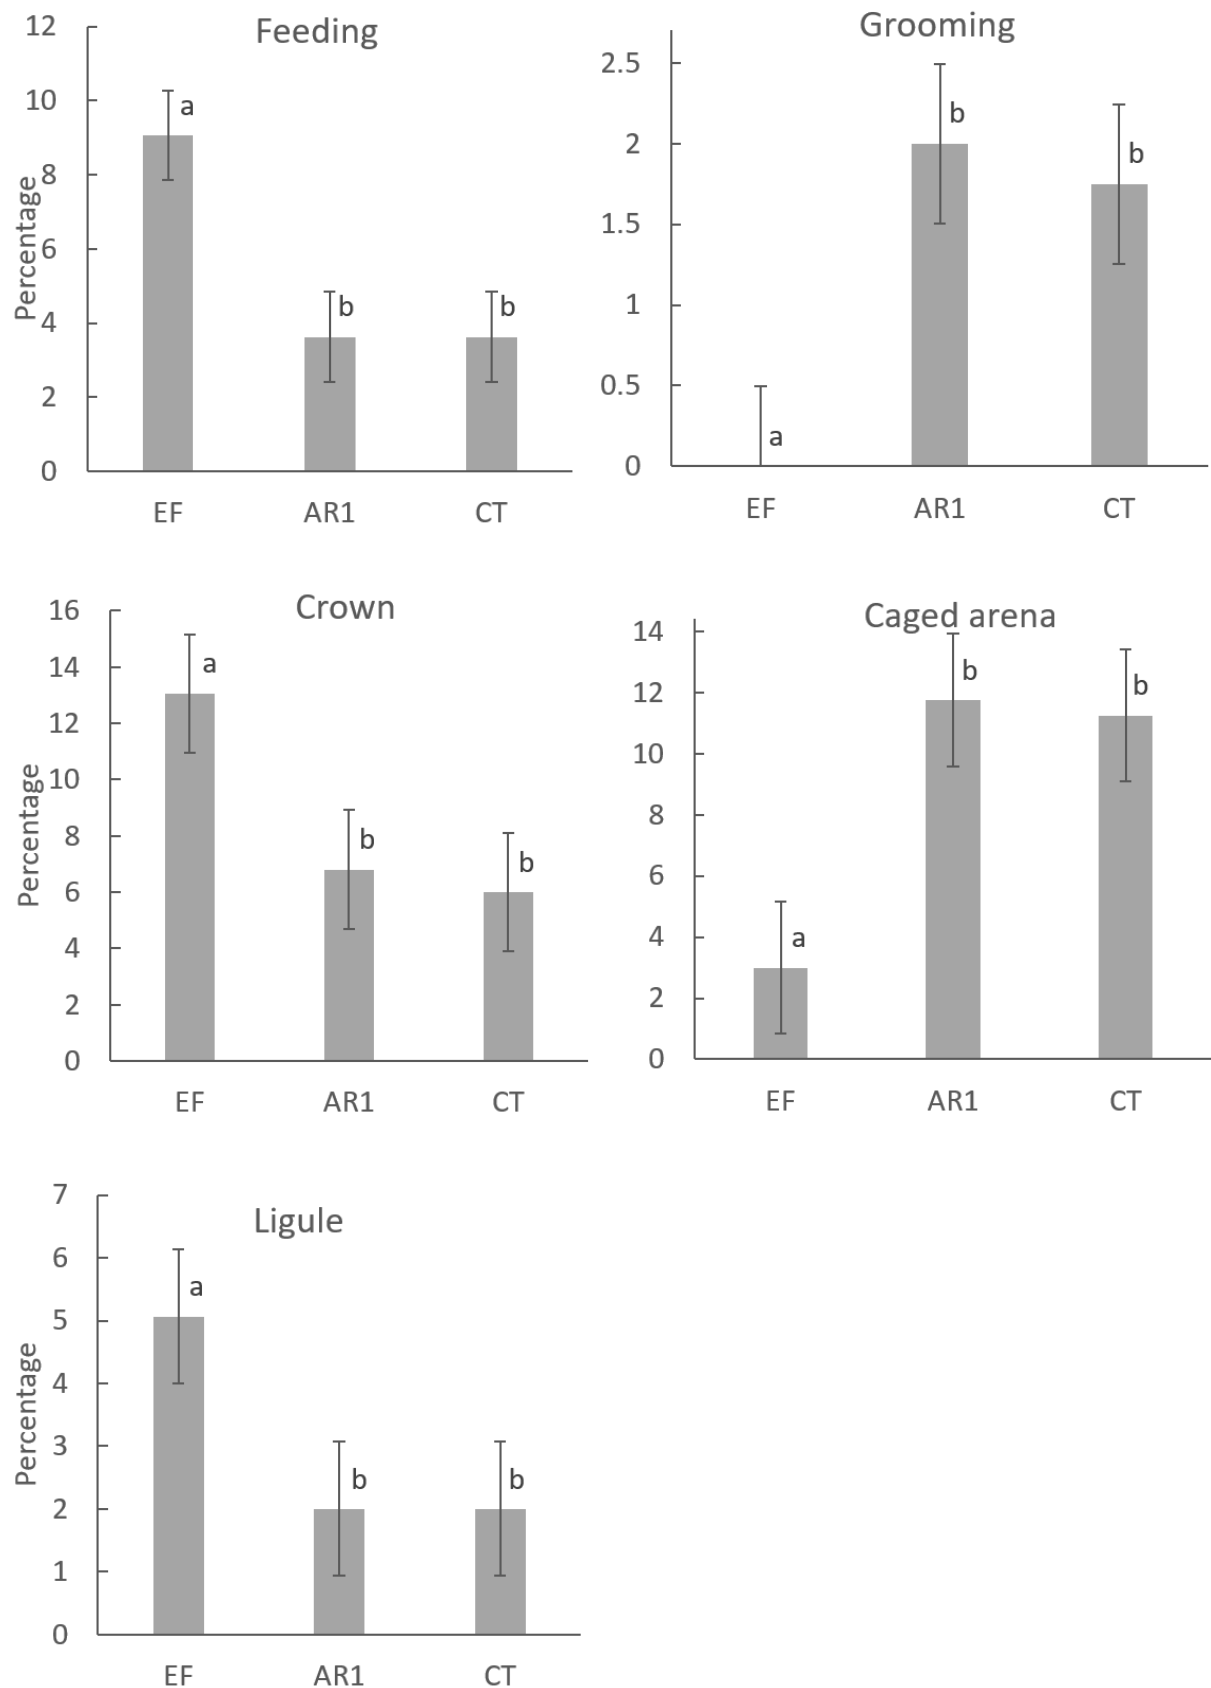 Feeding
Percentage
12
10
8
6
4
2
0
a
b
b
EF AR1 CT
Grooming
2.5
2
1.5
1
0.5
0
a
b
b
EF AR1 CT
Crown
Percentage
16
14
12
10
8
6
4
2
0
a
b
b
EF AR1 CT
Caged arena
14
12
10
8
6
4
2
0
a
b
b
EF AR1 CT
Ligule
Percentage
7
6
5
4
3
2
1
0
a
b
b
EF AR1 CT